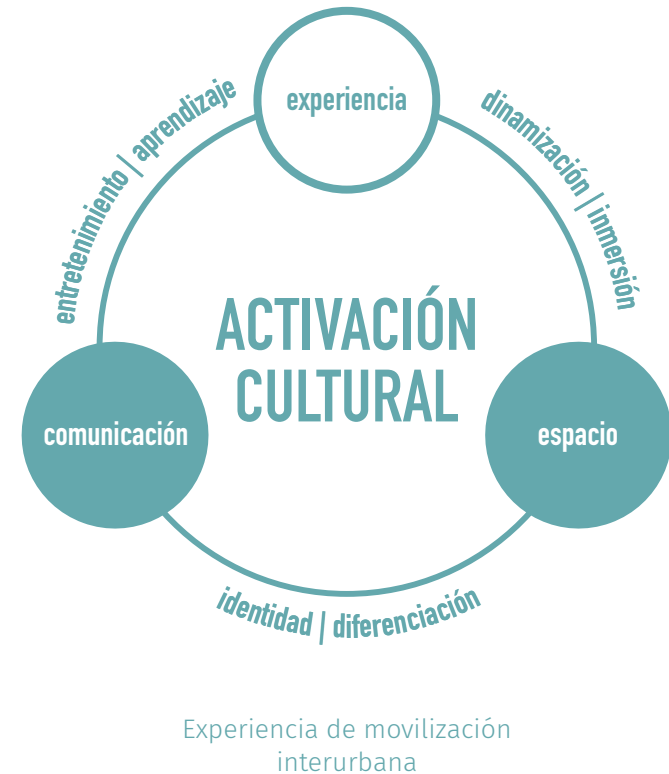 experiencia
entretenimiento | aprendizaje
dinamización | inmersión
ACTIVACIÓN
CULTURAL
comunicación
espacio
identidad | diferenciación
Experiencia de movilización
interurbana